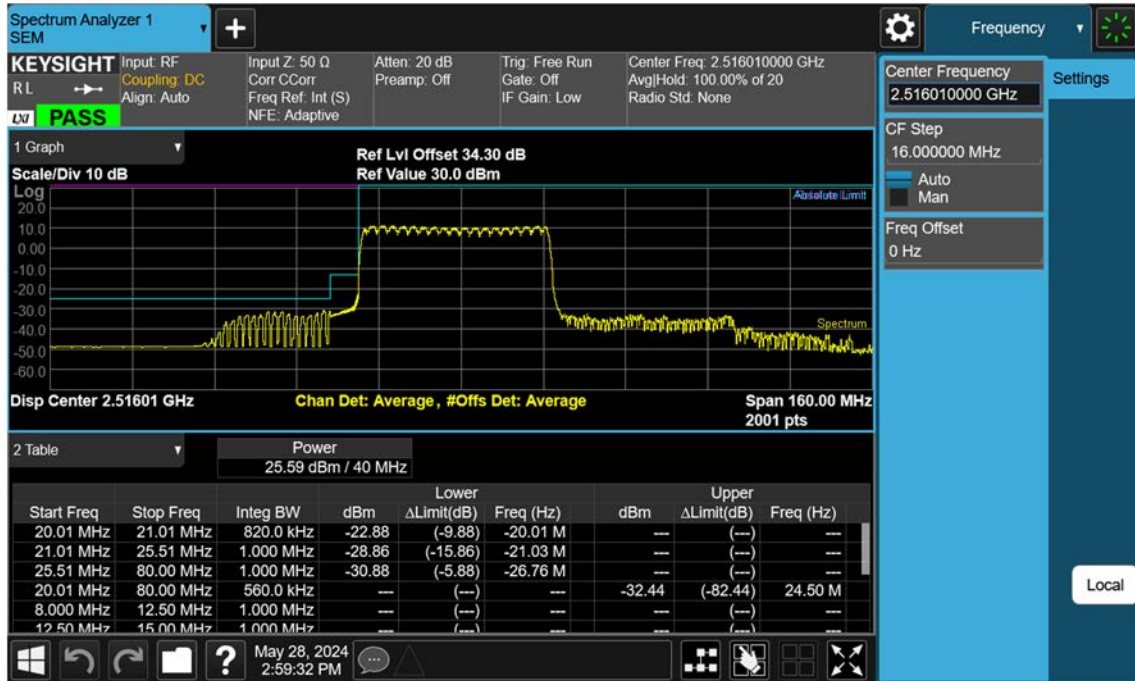 Spectrum Analyzer 1
SEM
Frequency
KEYSIGHT
R L
LXI PASS
Input: RF
Coupling: DC
Align: Auto
Input Z: 50 Ω
Corr CCorr
Freq Ref: Int (S)
NFE: Adaptive
Atten: 20 dB
Preamp: Off
Trig: Free Run
Gate: Off
IF Gain: Low
Center Freq: 2.516010000 GHz
Avg|Hold: 100.00% of 20
Radio Std: None
Center Frequency
2.516010000 GHz
Settings
CF Step
16.000000 MHz
Auto
Man
Freq Offset
0 Hz
Local
1 Graph
Scale/Div 10 dB
Ref Lvl Offset 34.30 dB
Ref Value 30.0 dBm
Log
Absolute Limit
20.0
10.0
0.00
-10.0
-20.0
-30.0
-40.0
-50.0
-60.0
Spectrum
Disp Center 2.51601 GHz
Chan Det: Average, #Offs Det: Average
Span 160.00 MHz
2001 pts
2 Table
Power
25.59 dBm / 40 MHz
Lower Upper
Start Freq Stop Freq Integ BW dBm ΔLimit(dB) Freq (Hz) dBm ΔLimit(dB) Freq (Hz)
20.01 MHz 21.01 MHz 820.0 kHz -22.88 (-9.88) -20.01 M --- (---) ---
21.01 MHz 25.51 MHz 1.000 MHz -28.86 (-15.86) -21.03 M --- (---) ---
25.51 MHz 80.00 MHz 1.000 MHz -30.88 (-5.88) -26.76 M --- (---) ---
20.01 MHz 80.00 MHz 560.0 kHz --- (---) --- -32.44 (-82.44) 24.50 M
8.000 MHz 12.50 MHz 1.000 MHz --- (---) --- --- (---) ---
12.50 MHz 15.00 MHz 1.000 MHz --- (---) --- --- (---) ---
May 28, 2024
2:59:32 PM